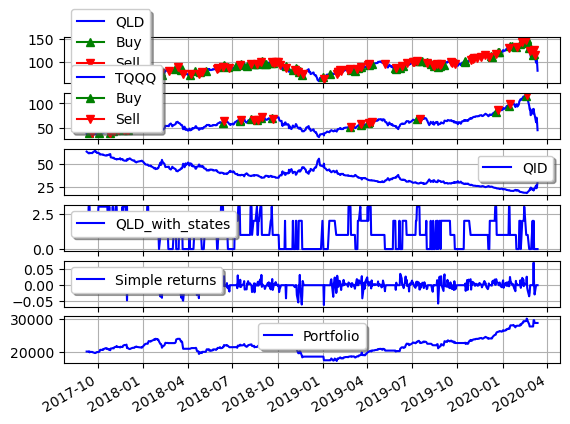 QLD
Buy
Sell
150
100
TQQQ
Buy
Sell
100
50
QID
50
25
QLD_with_states
2.5
0.0
Simple returns
0.05
0.00
−0.05
Portfolio
30000
20000
2017-10 2018-01 2018-04 2018-07 2018-10 2019-01 2019-04 2019-07 2019-10 2020-01 2020-04